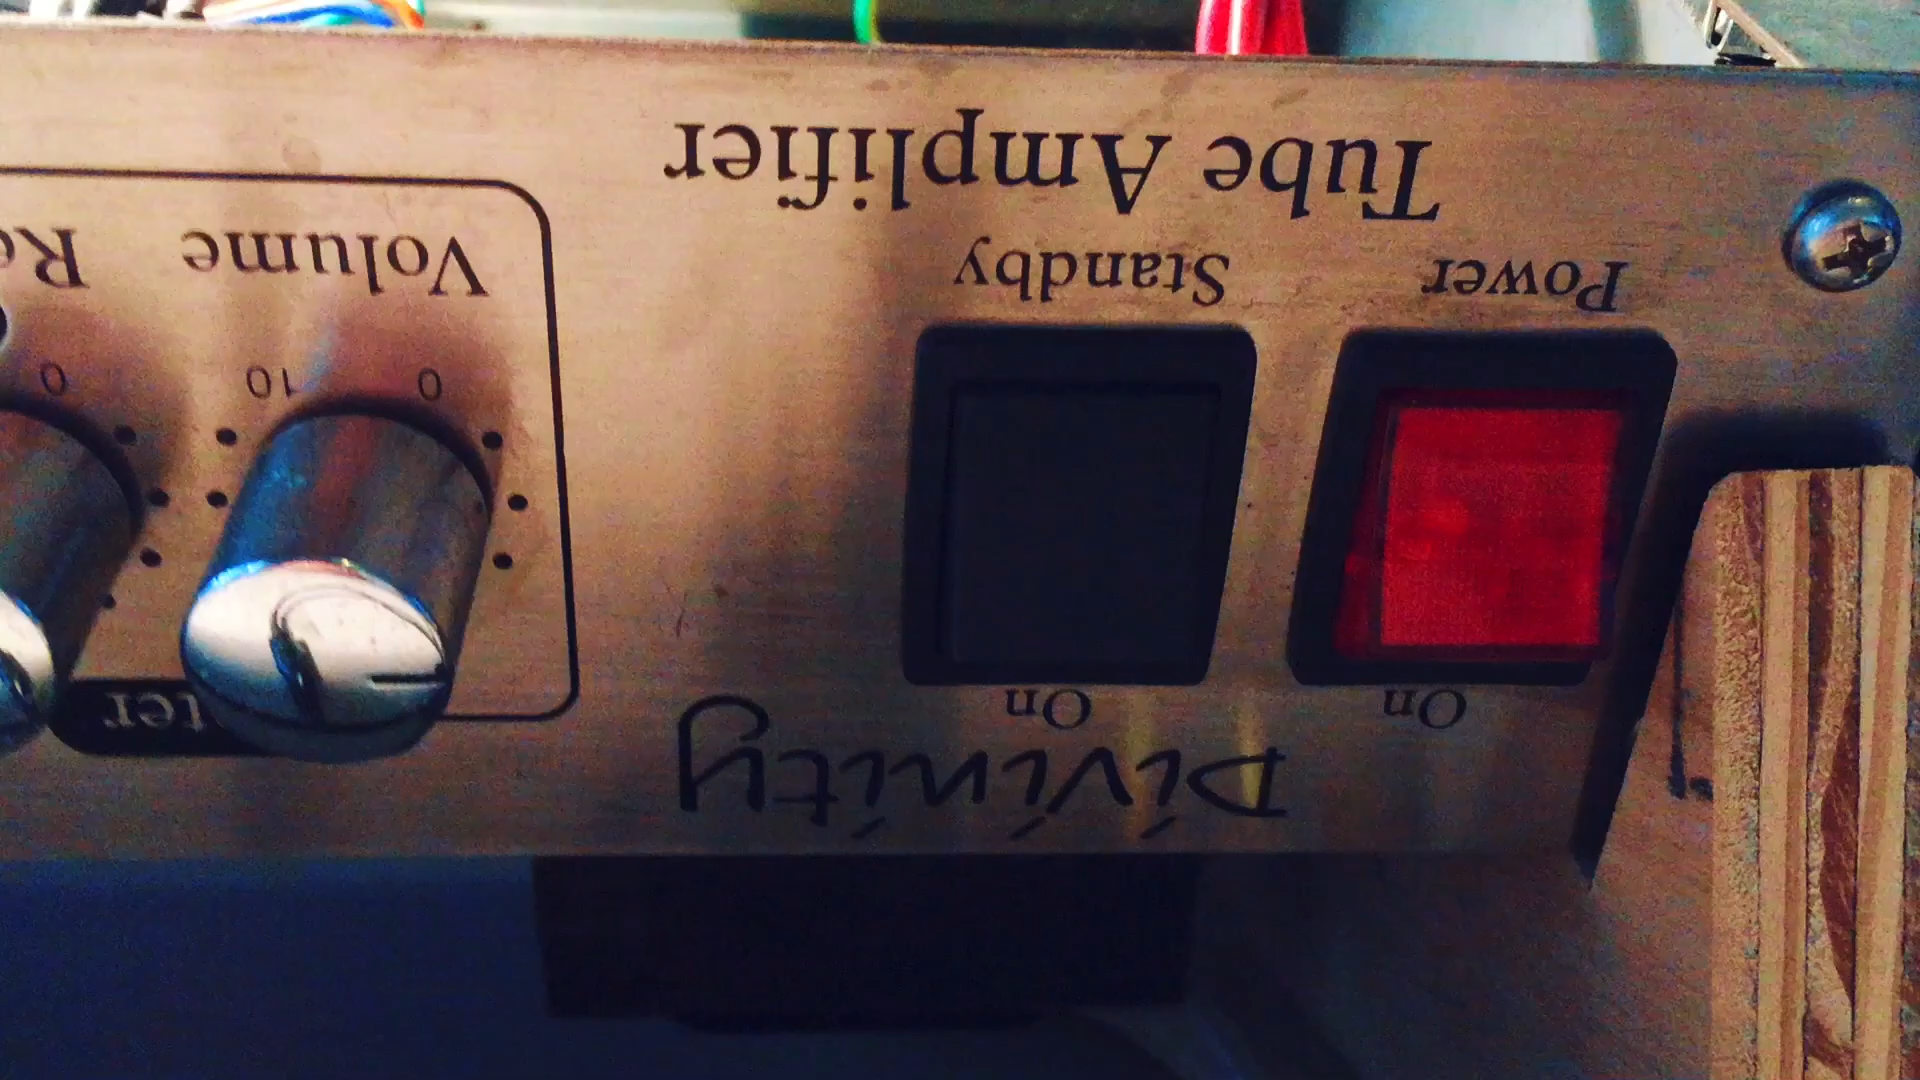 Divinity
On
On
Power
Standby
Tube Amplifier
0
10
Volume
0